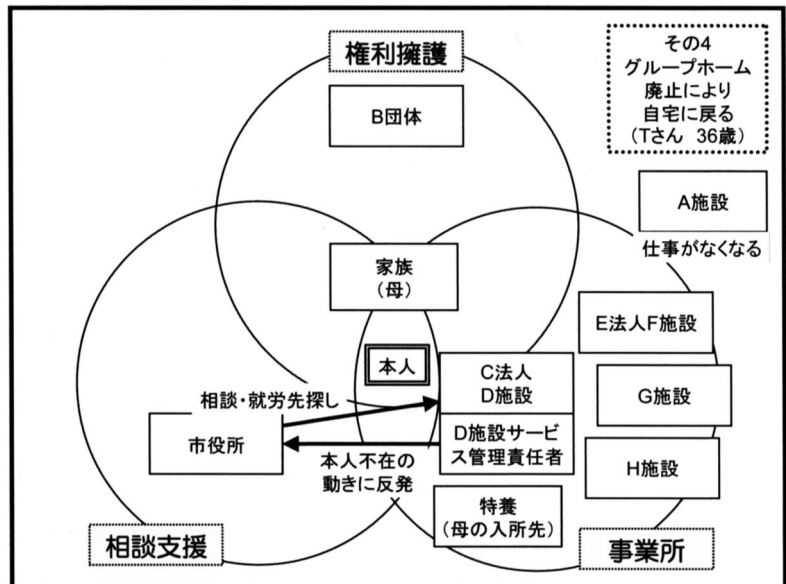 権利擁護
B団体
その4
グループホーム
廃止により
自宅に戻る
（Tさん　36歳）
A施設
仕事がなくなる
家族
（母）
E法人F施設
本人
C法人
D施設
G施設
相談・就労先探し
市役所
D施設サービ
ス管理責任者
H施設
本人不在の
動きに反発
特養
（母の入所先）
相談支援
事業所